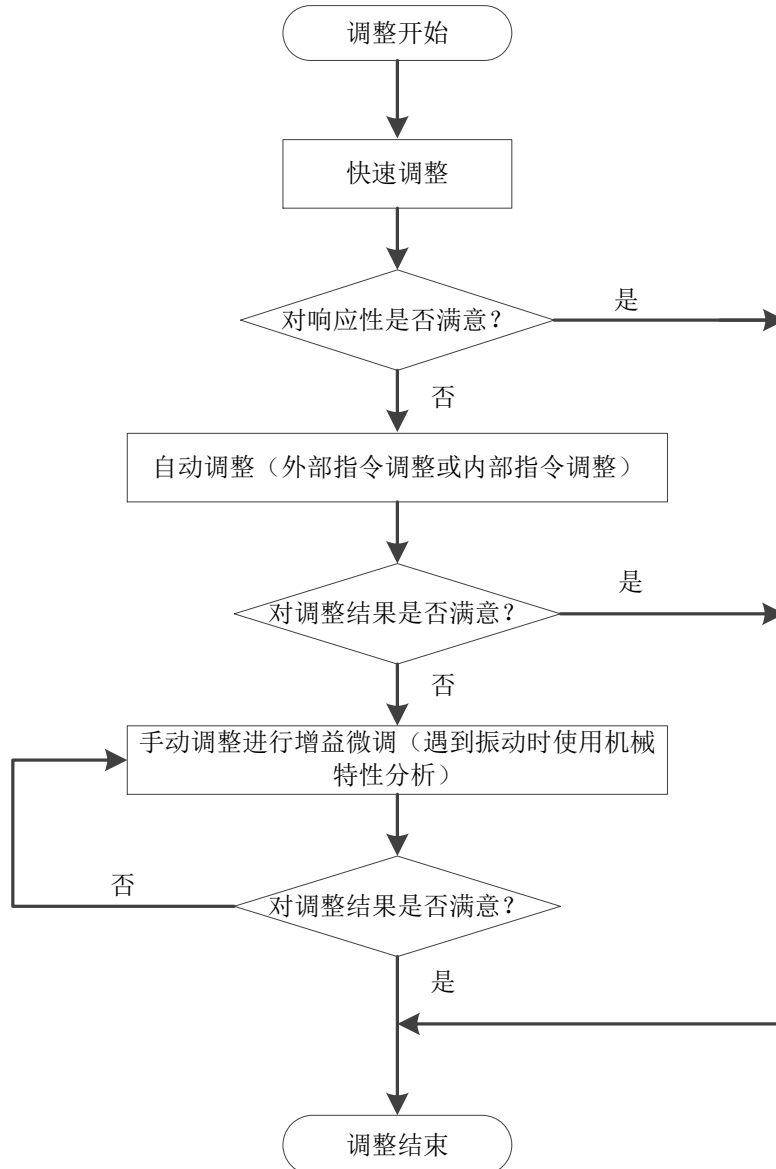 调整开始
快速调整
对响应性是否满意？
是
否
自动调整（外部指令调整或内部指令调整）
对调整结果是否满意？
是
否
手动调整进行增益微调（遇到振动时使用机械
特性分析）
否
对调整结果是否满意？
是
调整结束